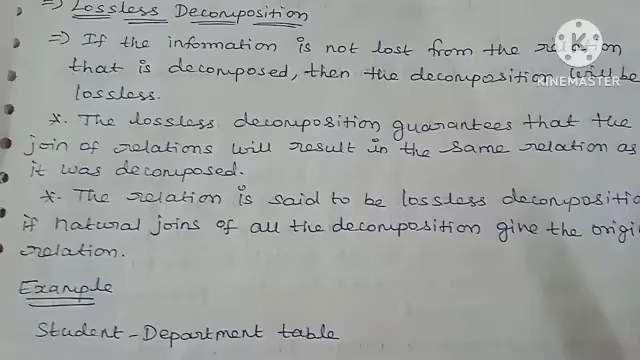 => Lossless Decomposition
=> If the information is not lost from the relation
that is decomposed, then the decomposition will be
lossless.
*. The lossless decomposition guarantees that the
join of relations will result in the same relation as
it was decomposed.
*. The relation is said to be lossless decompositio
if natural joins of all the decomposition give the origi
relation.
Example
Student - Department table
KINEMASTER